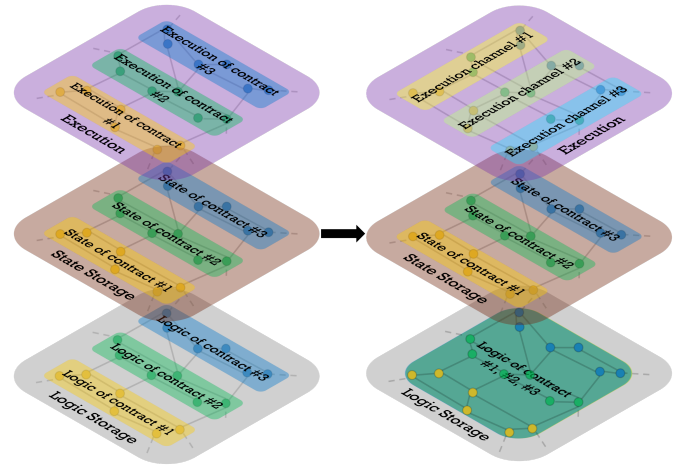 Execution of contract
#3
Execution of contract
#2
Execution of contract
#1
Execution
State of contract #3
State of contract #2
State of contract #1
State Storage
Logic of contract #3
Logic of contract #2
Logic of contract #1
Logic Storage
Execution channel #1
Execution channel #2
Execution channel #3
Execution
State of contract #3
State of contract #2
State of contract #1
State Storage
Logic of contract
#1, #2, #3
Logic Storage